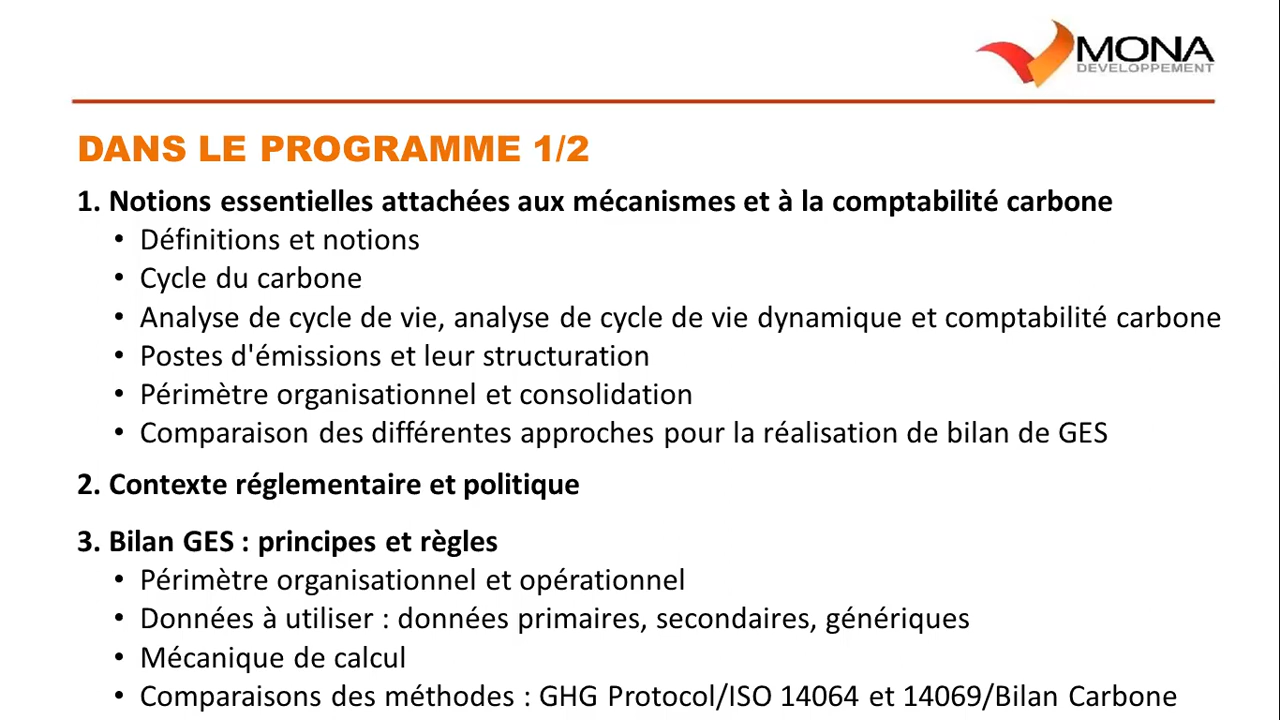 MONA
DEVELOPPEMENT
DANS LE PROGRAMME 1/2
1. Notions essentielles attachées aux mécanismes et à la comptabilité carbone
• Définitions et notions
• Cycle du carbone
• Analyse de cycle de vie, analyse de cycle de vie dynamique et comptabilité carbone
• Postes d'émissions et leur structuration
• Périmètre organisationnel et consolidation
• Comparaison des différentes approches pour la réalisation de bilan de GES
2. Contexte réglementaire et politique
3. Bilan GES : principes et règles
• Périmètre organisationnel et opérationnel
• Données à utiliser : données primaires, secondaires, génériques
• Mécanique de calcul
• Comparaisons des méthodes : GHG Protocol/ISO 14064 et 14069/Bilan Carbone